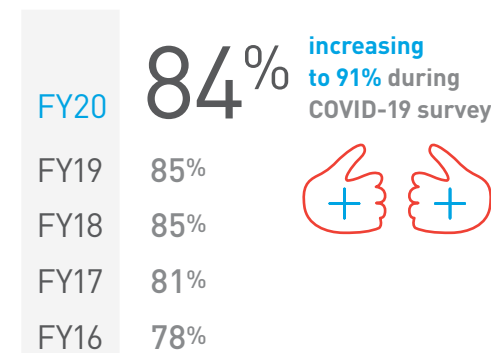 FY20 84% increasing
to 91% during
COVID-19 survey
FY19 85%
FY18 85%
FY17 81%
FY16 78%